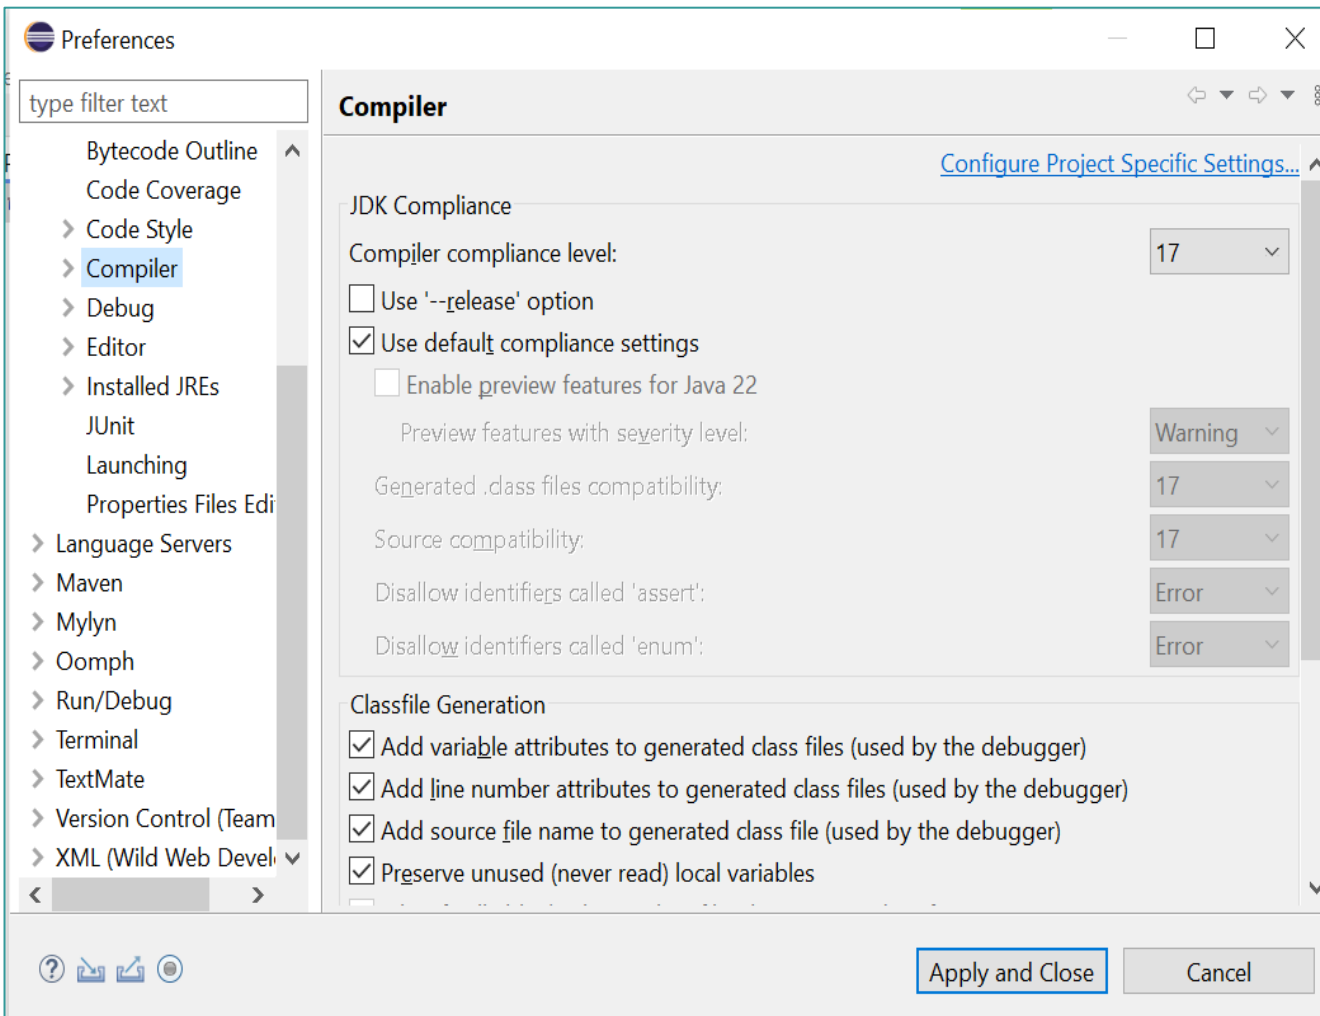 Preferences
type filter text
Bytecode Outline
Code Coverage
Code Style
Compiler
Debug
Editor
Installed JREs
JUnit
Launching
Properties Files Edi
Language Servers
Maven
Mylyn
Oomph
Run/Debug
Terminal
TextMate
Version Control (Team
XML (Wild Web Devel
Compiler
Configure Project Specific Settings...
JDK Compliance
Compiler compliance level: 17
Use '--release' option
Use default compliance settings
Enable preview features for Java 22
Preview features with severity level: Warning
Generated .class files compatibility: 17
Source compatibility: 17
Disallow identifiers called 'assert': Error
Disallow identifiers called 'enum': Error
Classfile Generation
Add variable attributes to generated class files (used by the debugger)
Add line number attributes to generated class files (used by the debugger)
Add source file name to generated class file (used by the debugger)
Preserve unused (never read) local variables
Apply and Close
Cancel